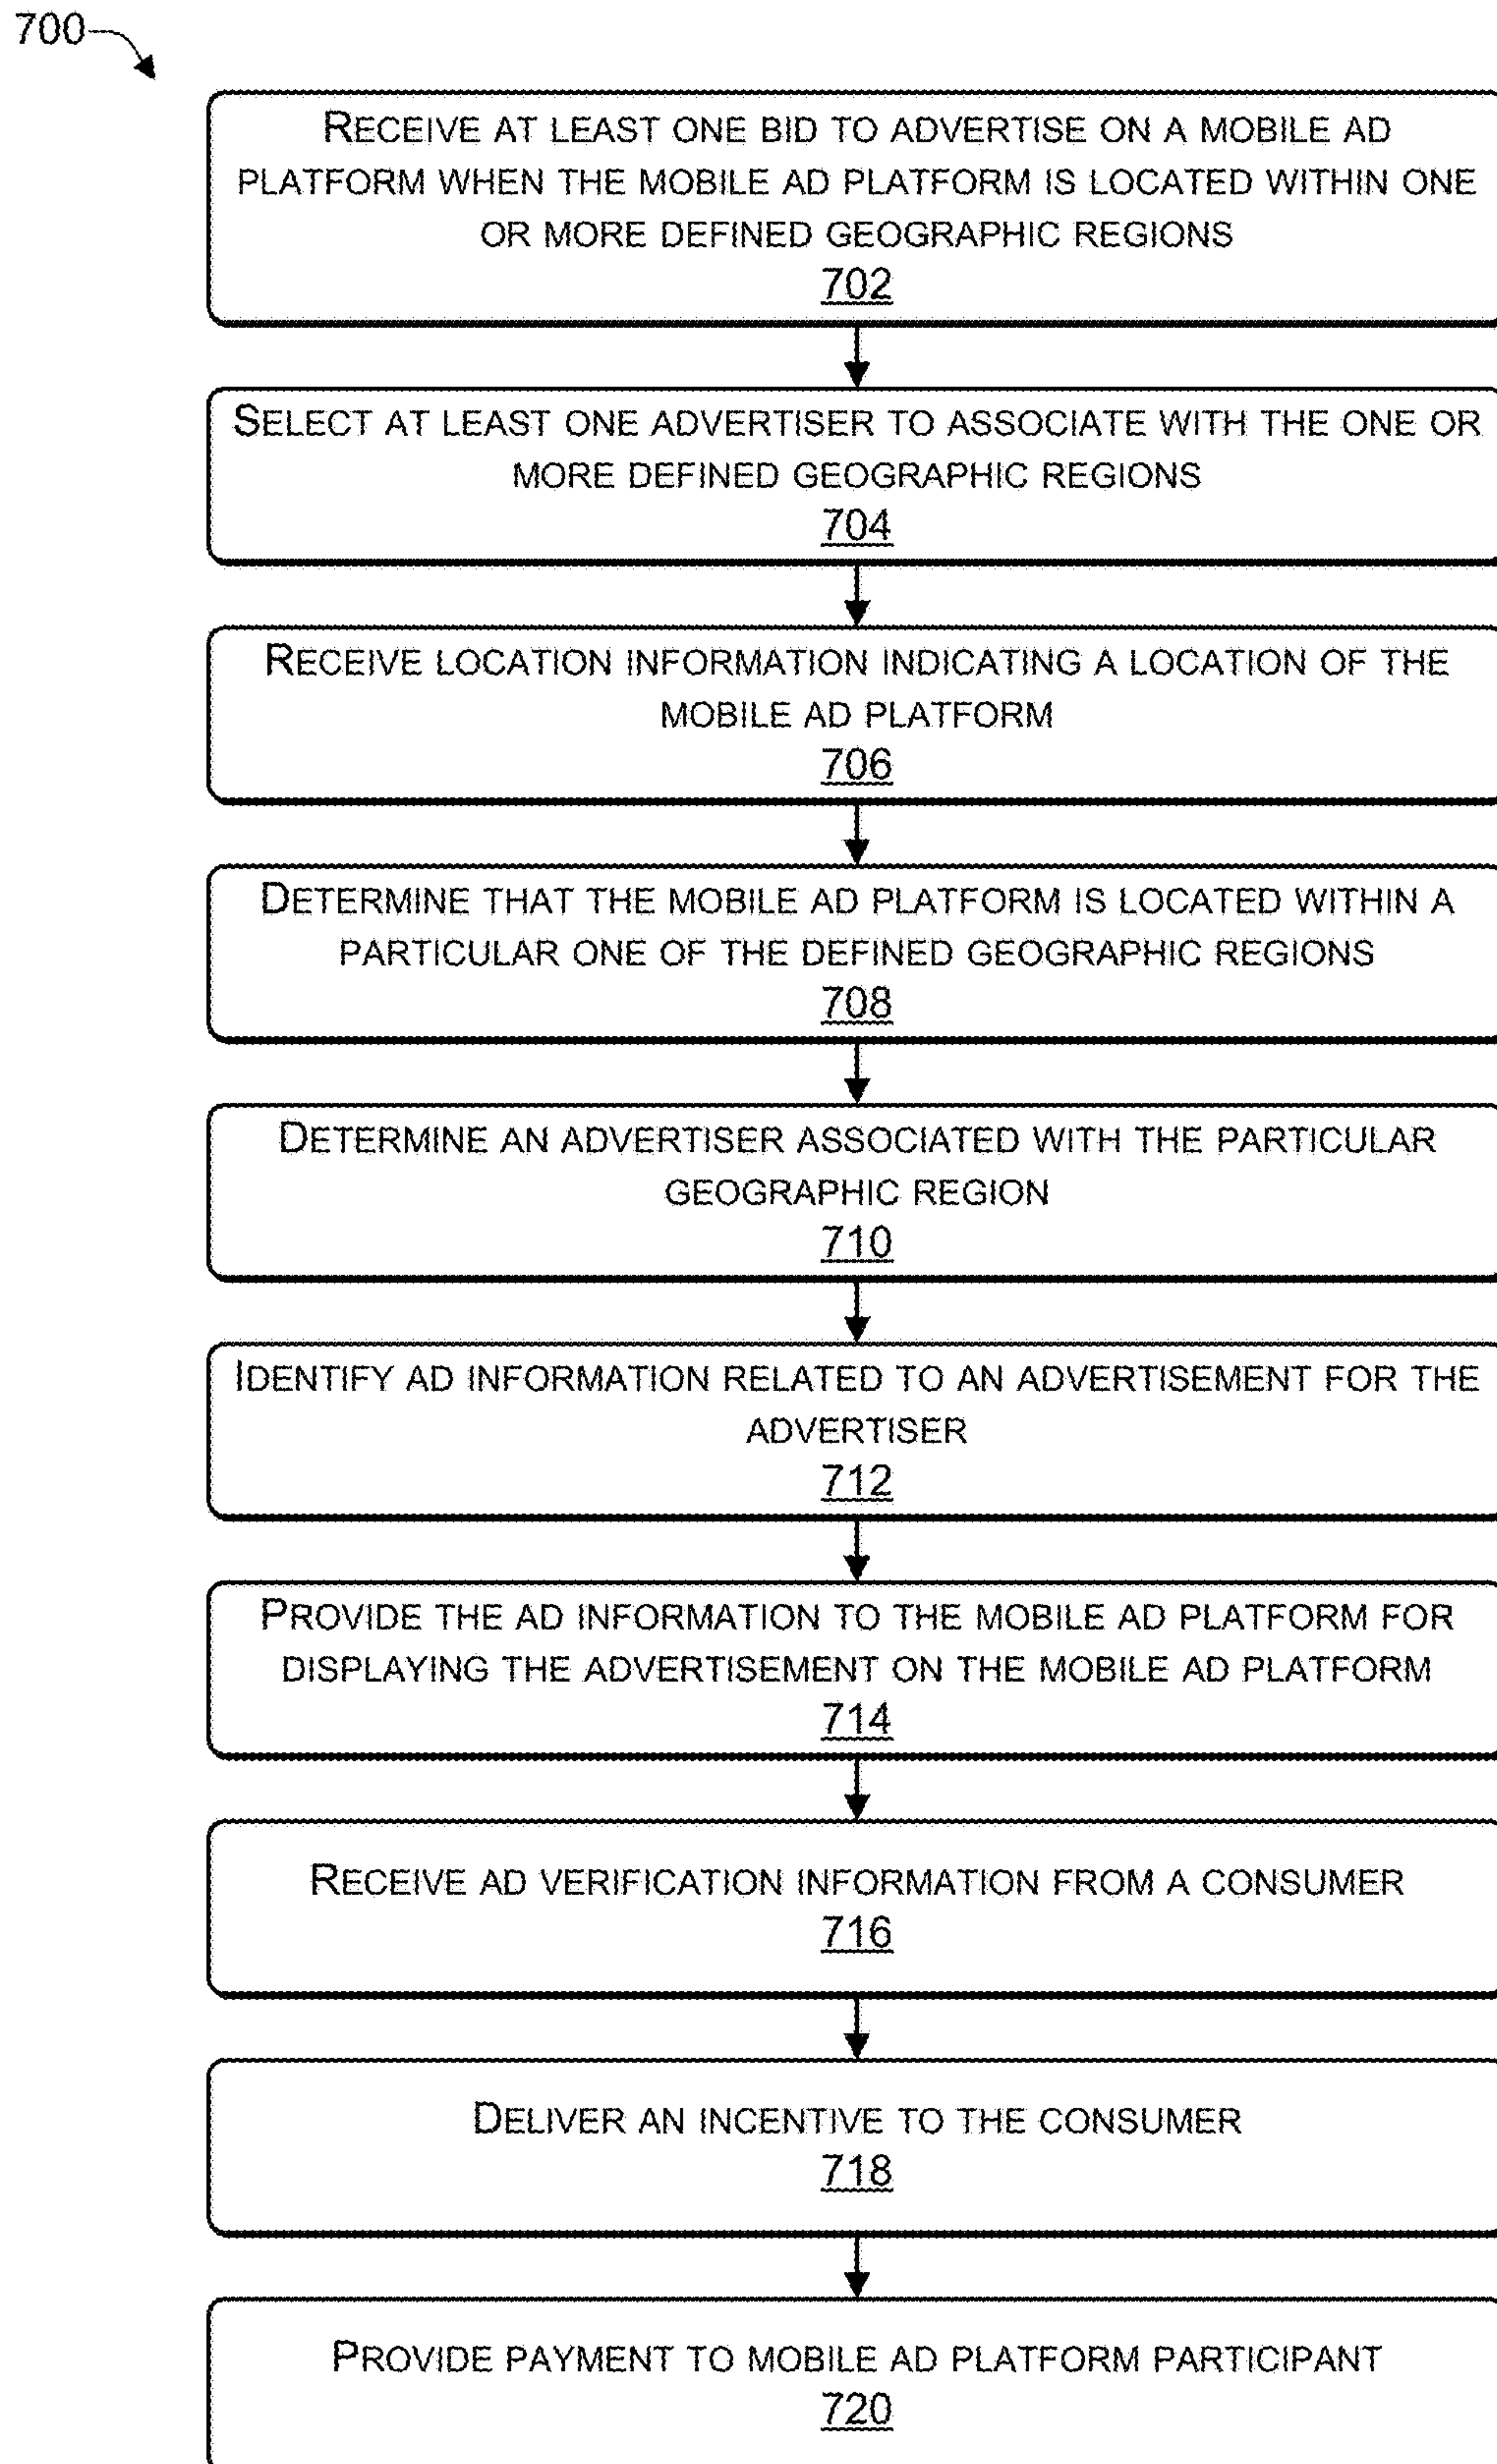 700
RECEIVE AT LEAST ONE BID TO ADVERTISE ON A MOBILE AD
PLATFORM WHEN THE MOBILE AD PLATFORM IS LOCATED WITHIN ONE
OR MORE DEFINED GEOGRAPHIC REGIONS
702
SELECT AT LEAST ONE ADVERTISER TO ASSOCIATE WITH THE ONE OR
MORE DEFINED GEOGRAPHIC REGIONS
704
RECEIVE LOCATION INFORMATION INDICATING A LOCATION OF THE
MOBILE AD PLATFORM
706
DETERMINE THAT THE MOBILE AD PLATFORM IS LOCATED WITHIN A
PARTICULAR ONE OF THE DEFINED GEOGRAPHIC REGIONS
708
DETERMINE AN ADVERTISER ASSOCIATED WITH THE PARTICULAR
GEOGRAPHIC REGION
710
IDENTIFY AD INFORMATION RELATED TO AN ADVERTISEMENT FOR THE
ADVERTISER
712
PROVIDE THE AD INFORMATION TO THE MOBILE AD PLATFORM FOR
DISPLAYING THE ADVERTISEMENT ON THE MOBILE AD PLATFORM
714
RECEIVE AD VERIFICATION INFORMATION FROM A CONSUMER
716
DELIVER AN INCENTIVE TO THE CONSUMER
718
PROVIDE PAYMENT TO MOBILE AD PLATFORM PARTICIPANT
720